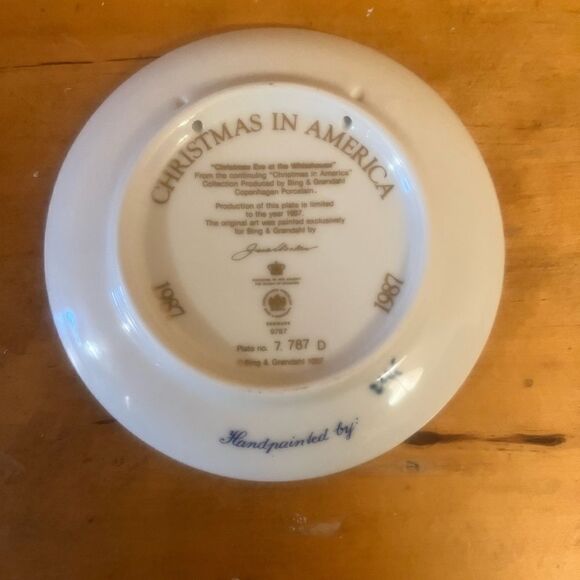 CHRISTMAS IN AMERICA
"Christmas Eve at the Whitehouse"
From the continuing "Christmas in America"
Collection Produced by Bing & Grøndahl
Copenhagen Porcelain.
Production of this plate is limited
to the year 1987.
The original art was painted exclusively
for Bing & Grøndahl by
1987
1987
DENMARK
9787
Plate no. 7. 787 D
© Bing & Grøndahl 1987
Handpainted by: